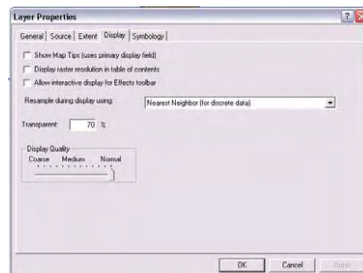 Layer Properties
General Source Extent Display Symbology
Show Map Tips (uses primary display field)
Display raster resolution in table of contents
Allow interactive display for Effects toolbar
Resample during display using: Nearest Neighbor (for discrete data)
Transparent: 70 %
Display Quality
Coarse Medium Normal
OK Cancel